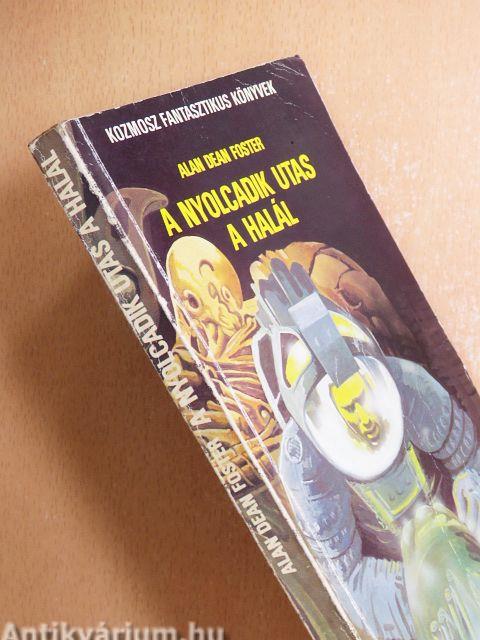 KOZMOSZ FANTASZTIKUS KÖNYVEK
ALAN DEAN FOSTER
A NYOLCADIK UTAS
A HALÁL
ALAN DEAN FOSTER A NYOLCADIK UTAS A HALÁL
Antikvárium.hu